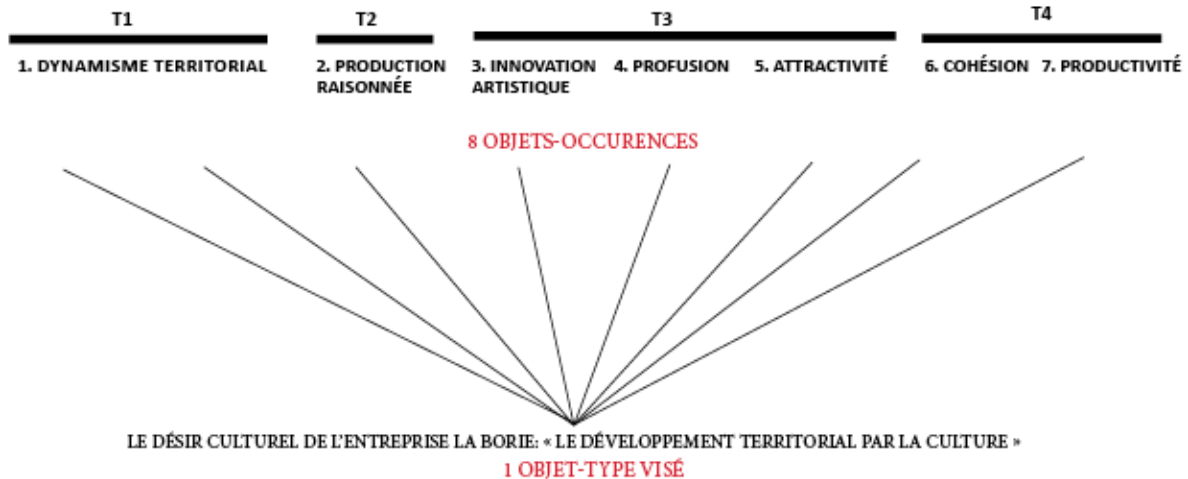 T1 T2 T3 T4
1. DYNAMISME TERRITORIAL 2. PRODUCTION 3. INNOVATION 4. PROFUSION 5. ATTRACTIVITÉ 6. COHÉSION 7. PRODUCTIVITÉ
RAISONNÉE ARTISTIQUE
8 OBJETS-OCCURENCES
LE DÉSIR CULTUREL DE L'ENTREPRISE LA BORIE: « LE DÉVELOPPEMENT TERRITORIAL PAR LA CULTURE »
1 OBJET-TYPE VISÉ